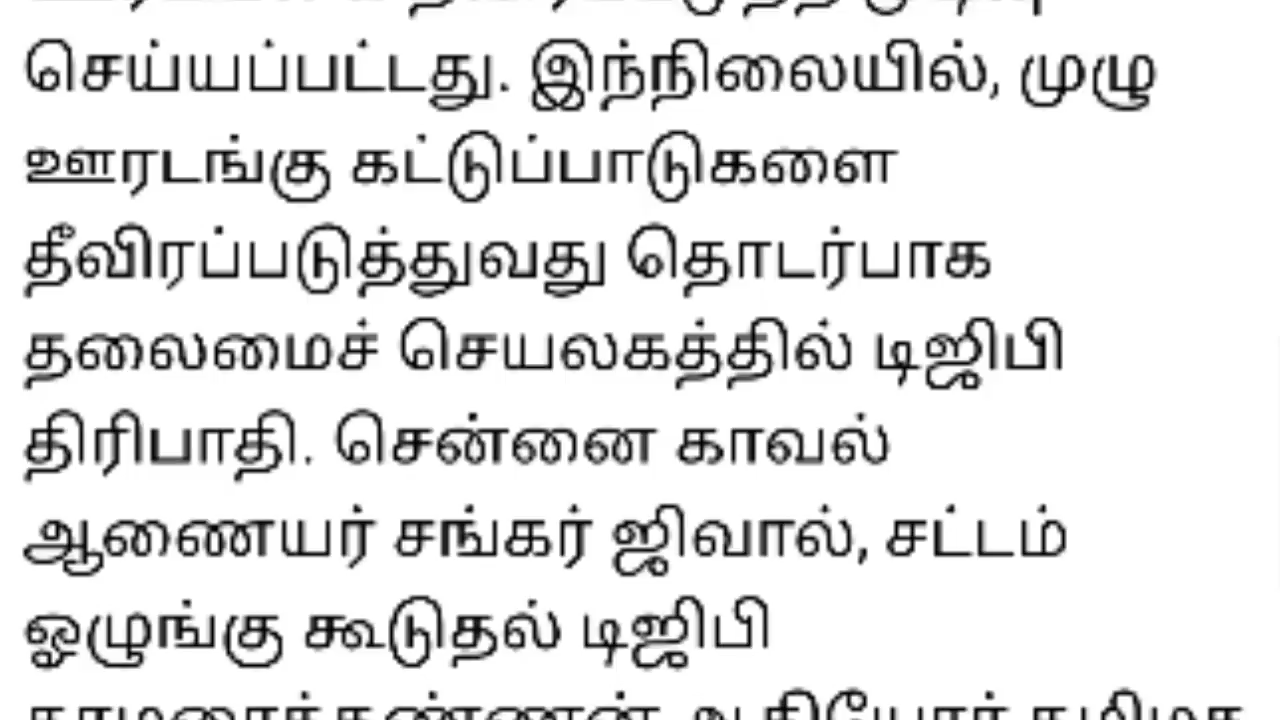 செய்யப்பட்டது. இந்நிலையில், முழு
ஊரடங்கு கட்டுப்பாடுகளை
தீவிரப்படுத்துவது தொடர்பாக
தலைமைச் செயலகத்தில் டிஜிபி
திரிபாதி. சென்னை காவல்
ஆணையர் சங்கர் ஜிவால், சட்டம்
ஓழுங்கு கூடுதல் டிஜிபி